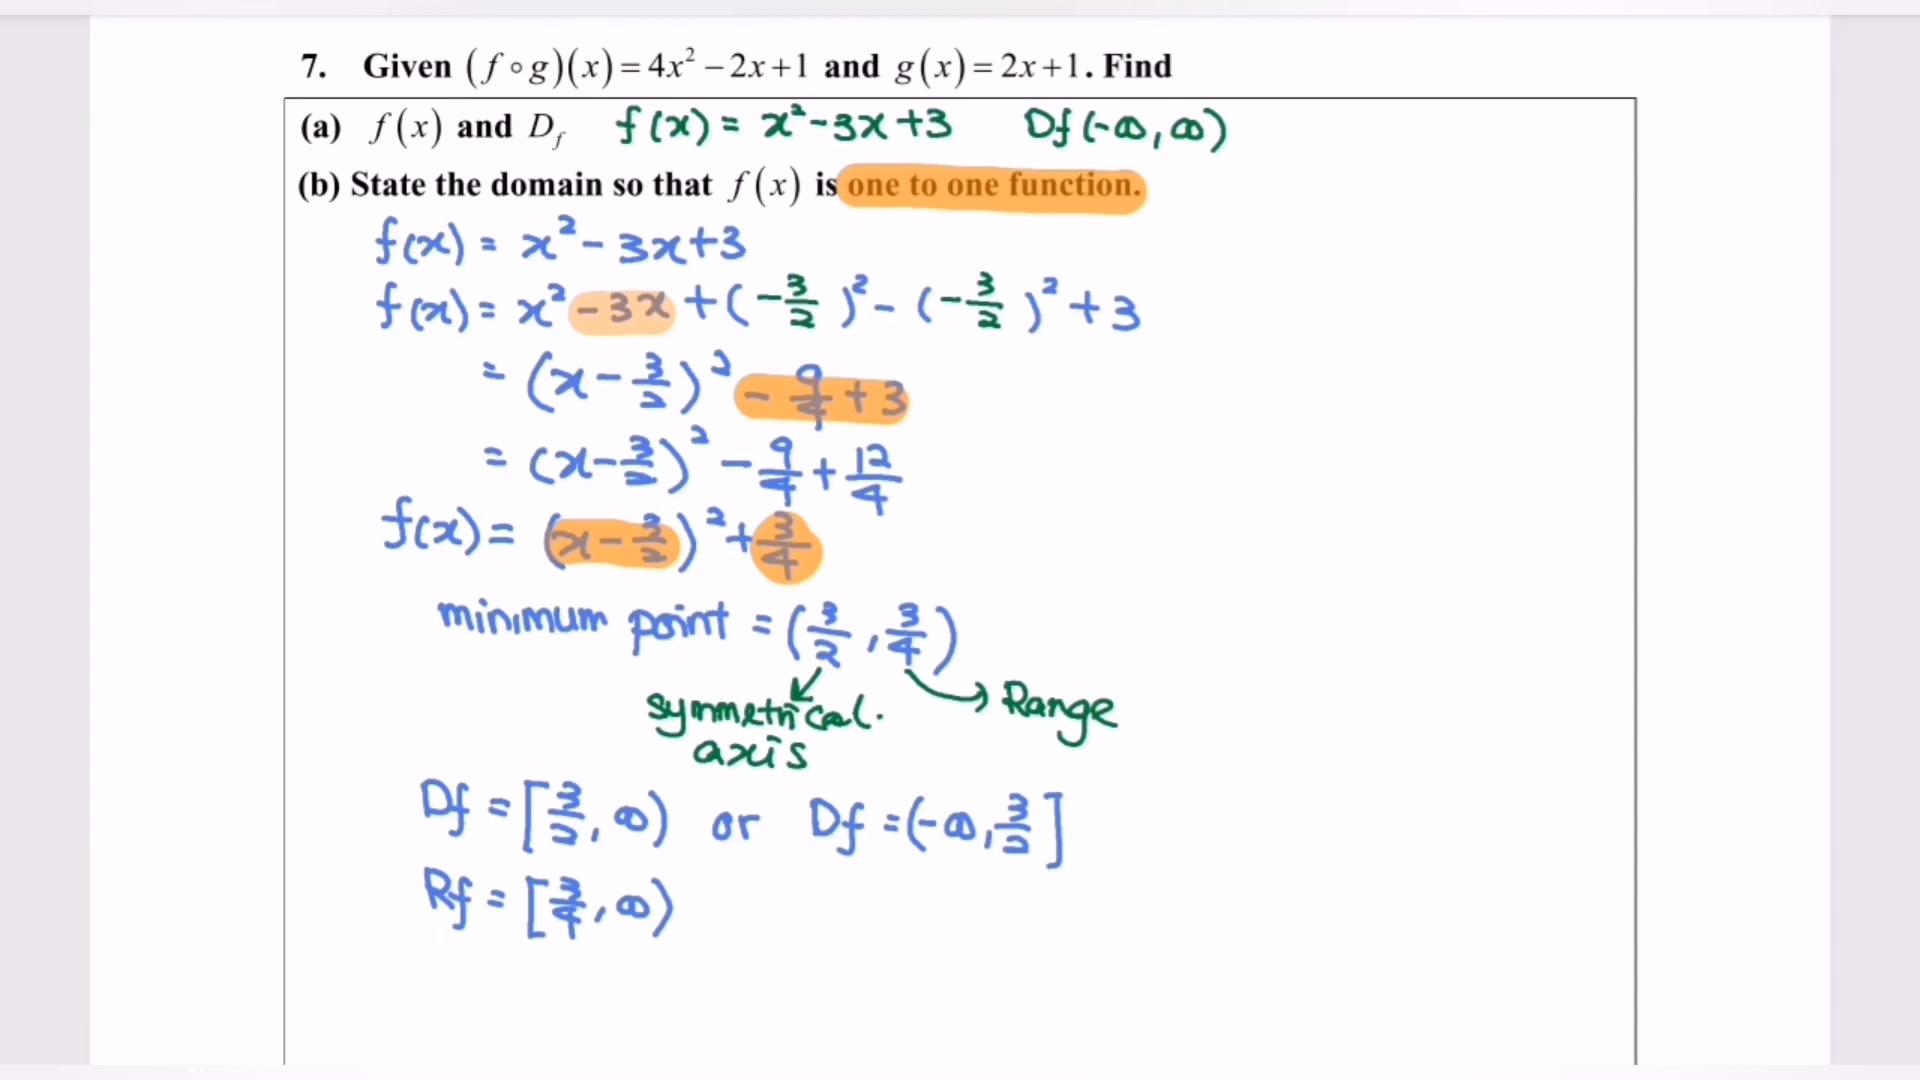 7. Given (f∘g)(x) = 4x² − 2x + 1 and g(x) = 2x + 1. Find
(a) f(x) and D_f f(x) = x² - 3x + 3 Df (-∞, ∞)
(b) State the domain so that f(x) is one to one function.
f(x) = x² - 3x + 3
f(x) = x² - 3x + (-3/2)² - (-3/2)² + 3
= (x - 3/2)² - 9/4 + 3
= (x - 3/2)² - 9/4 + 12/4
f(x) = (x - 3/2)² + 3/4
minimum point = (3/2, 3/4)
symmetrical. axis
Range
Df = [3/2, ∞) or Df = (-∞, 3/2]
Rf = [3/4, ∞)